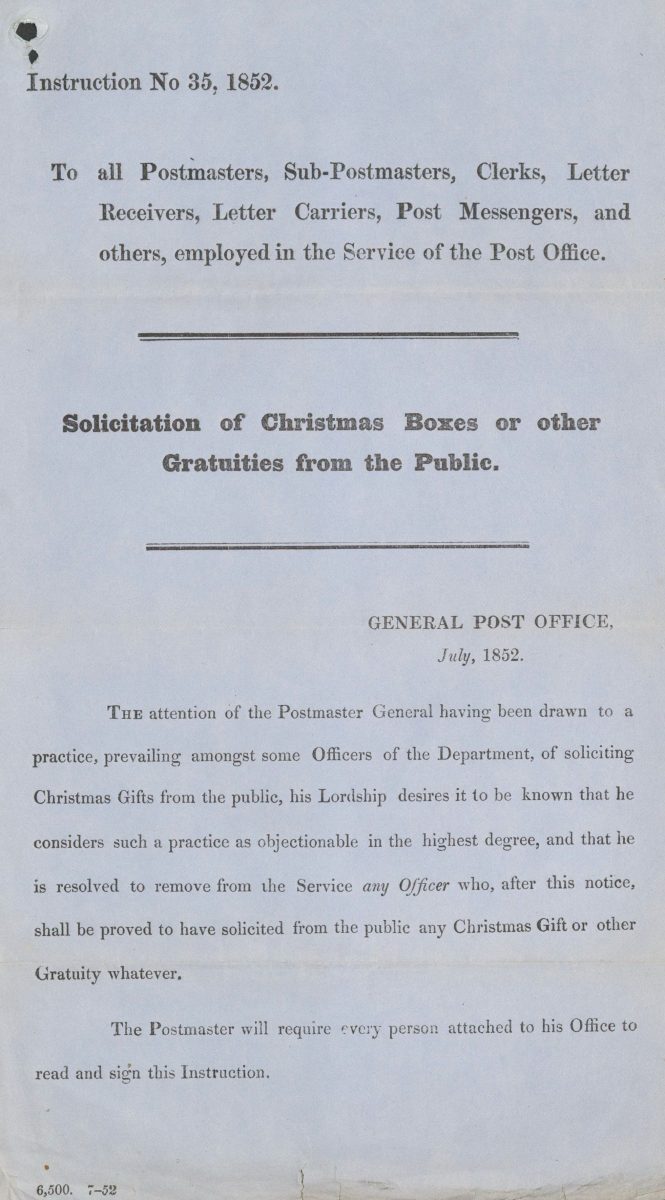 Instruction No 35, 1852.
To all Postmasters, Sub-Postmasters, Clerks, Letter
Receivers, Letter Carriers, Post Messengers, and
others, employed in the Service of the Post Office.
Solicitation of Christmas Boxes or other
Gratuities from the Public.
GENERAL POST OFFICE,
July, 1852.
THE attention of the Postmaster General having been drawn to a
practice, prevailing amongst some Officers of the Department, of soliciting
Christmas Gifts from the public, his Lordship desires it to be known that he
considers such a practice as objectionable in the highest degree, and that he
is resolved to remove from the Service any Officer who, after this notice,
shall be proved to have solicited from the public any Christmas Gift or other
Gratuity whatever.
The Postmaster will require every person attached to his Office to
read and sign this Instruction.
6,500. 7–52